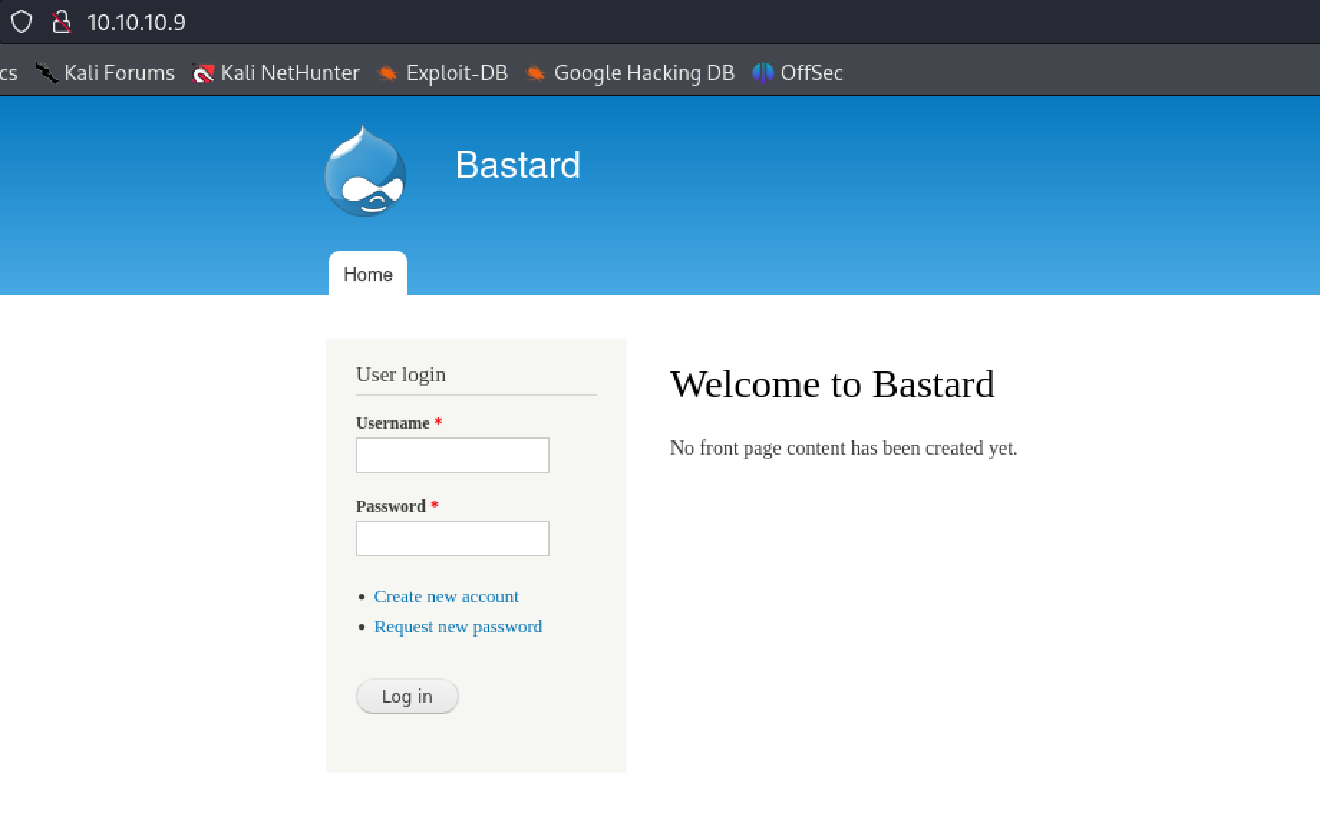 10.10.10.9
cs Kali Forums Kali NetHunter Exploit-DB Google Hacking DB OffSec
Bastard
Home
User login
Username *
Password *
Create new account
Request new password
Log in
Welcome to Bastard
No front page content has been created yet.